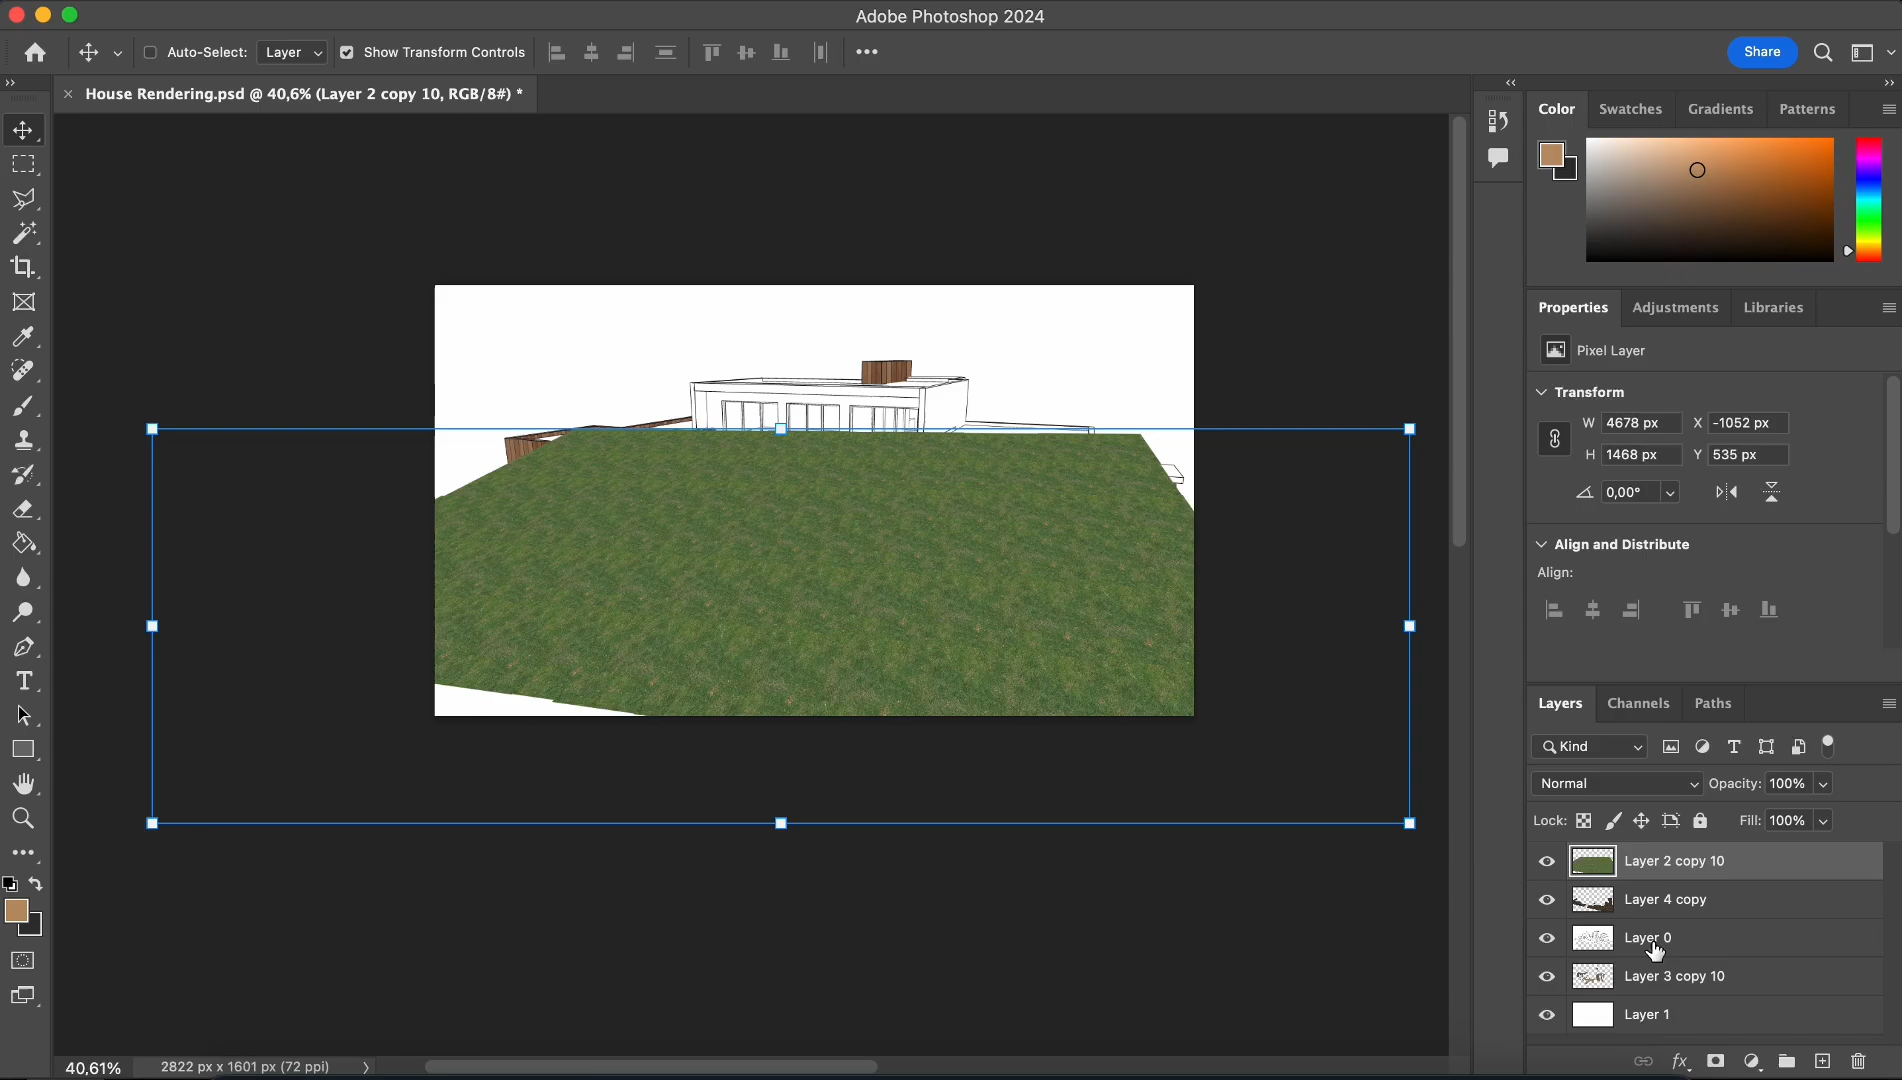 Adobe Photoshop 2024
Auto-Select: Layer Show Transform Controls
Share
House Rendering.psd @ 40,6% (Layer 2 copy 10, RGB/8#) *
Color Swatches Gradients Patterns
Properties Adjustments Libraries
Pixel Layer
Transform
W 4678 px X -1052 px
H 1468 px Y 535 px
0,00°
Align and Distribute
Align:
Layers Channels Paths
Kind
Normal Opacity: 100%
Lock: Fill: 100%
Layer 2 copy 10
Layer 4 copy
Layer 0
Layer 3 copy 10
Layer 1
40,61% 2822 px x 1601 px (72 ppi)